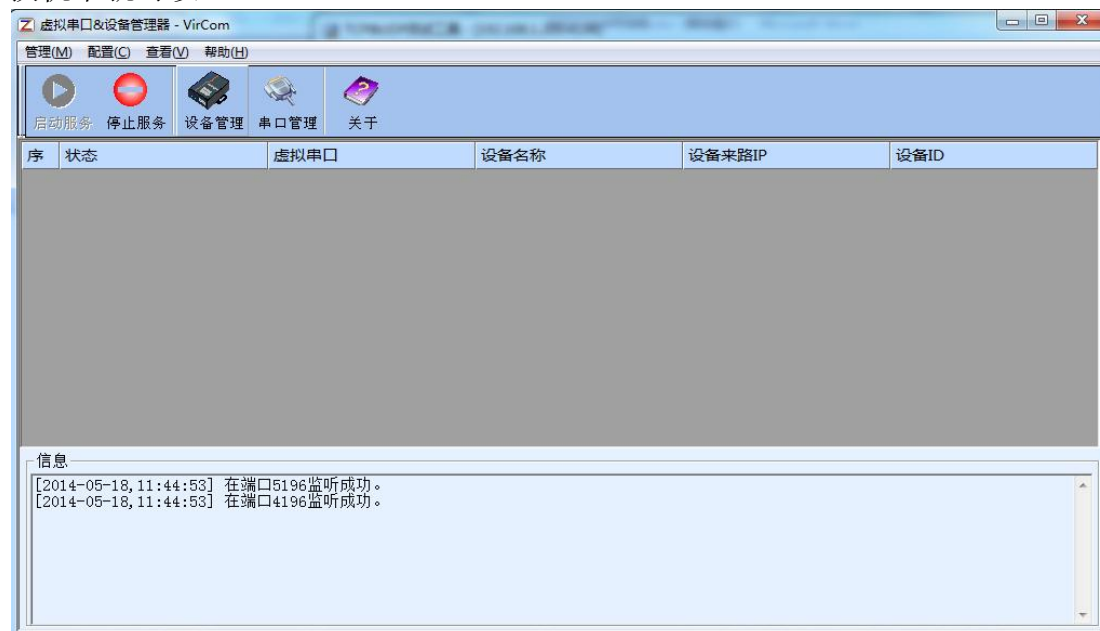 虚拟串口&设备管理器 - VirCom
管理(M) 配置(C) 查看(V) 帮助(H)
启动服务 停止服务 设备管理 串口管理 关于
序 状态 虚拟串口 设备名称 设备来路IP 设备ID
信息
[2014-05-18,11:44:53] 在端口5196监听成功。
[2014-05-18,11:44:53] 在端口4196监听成功。